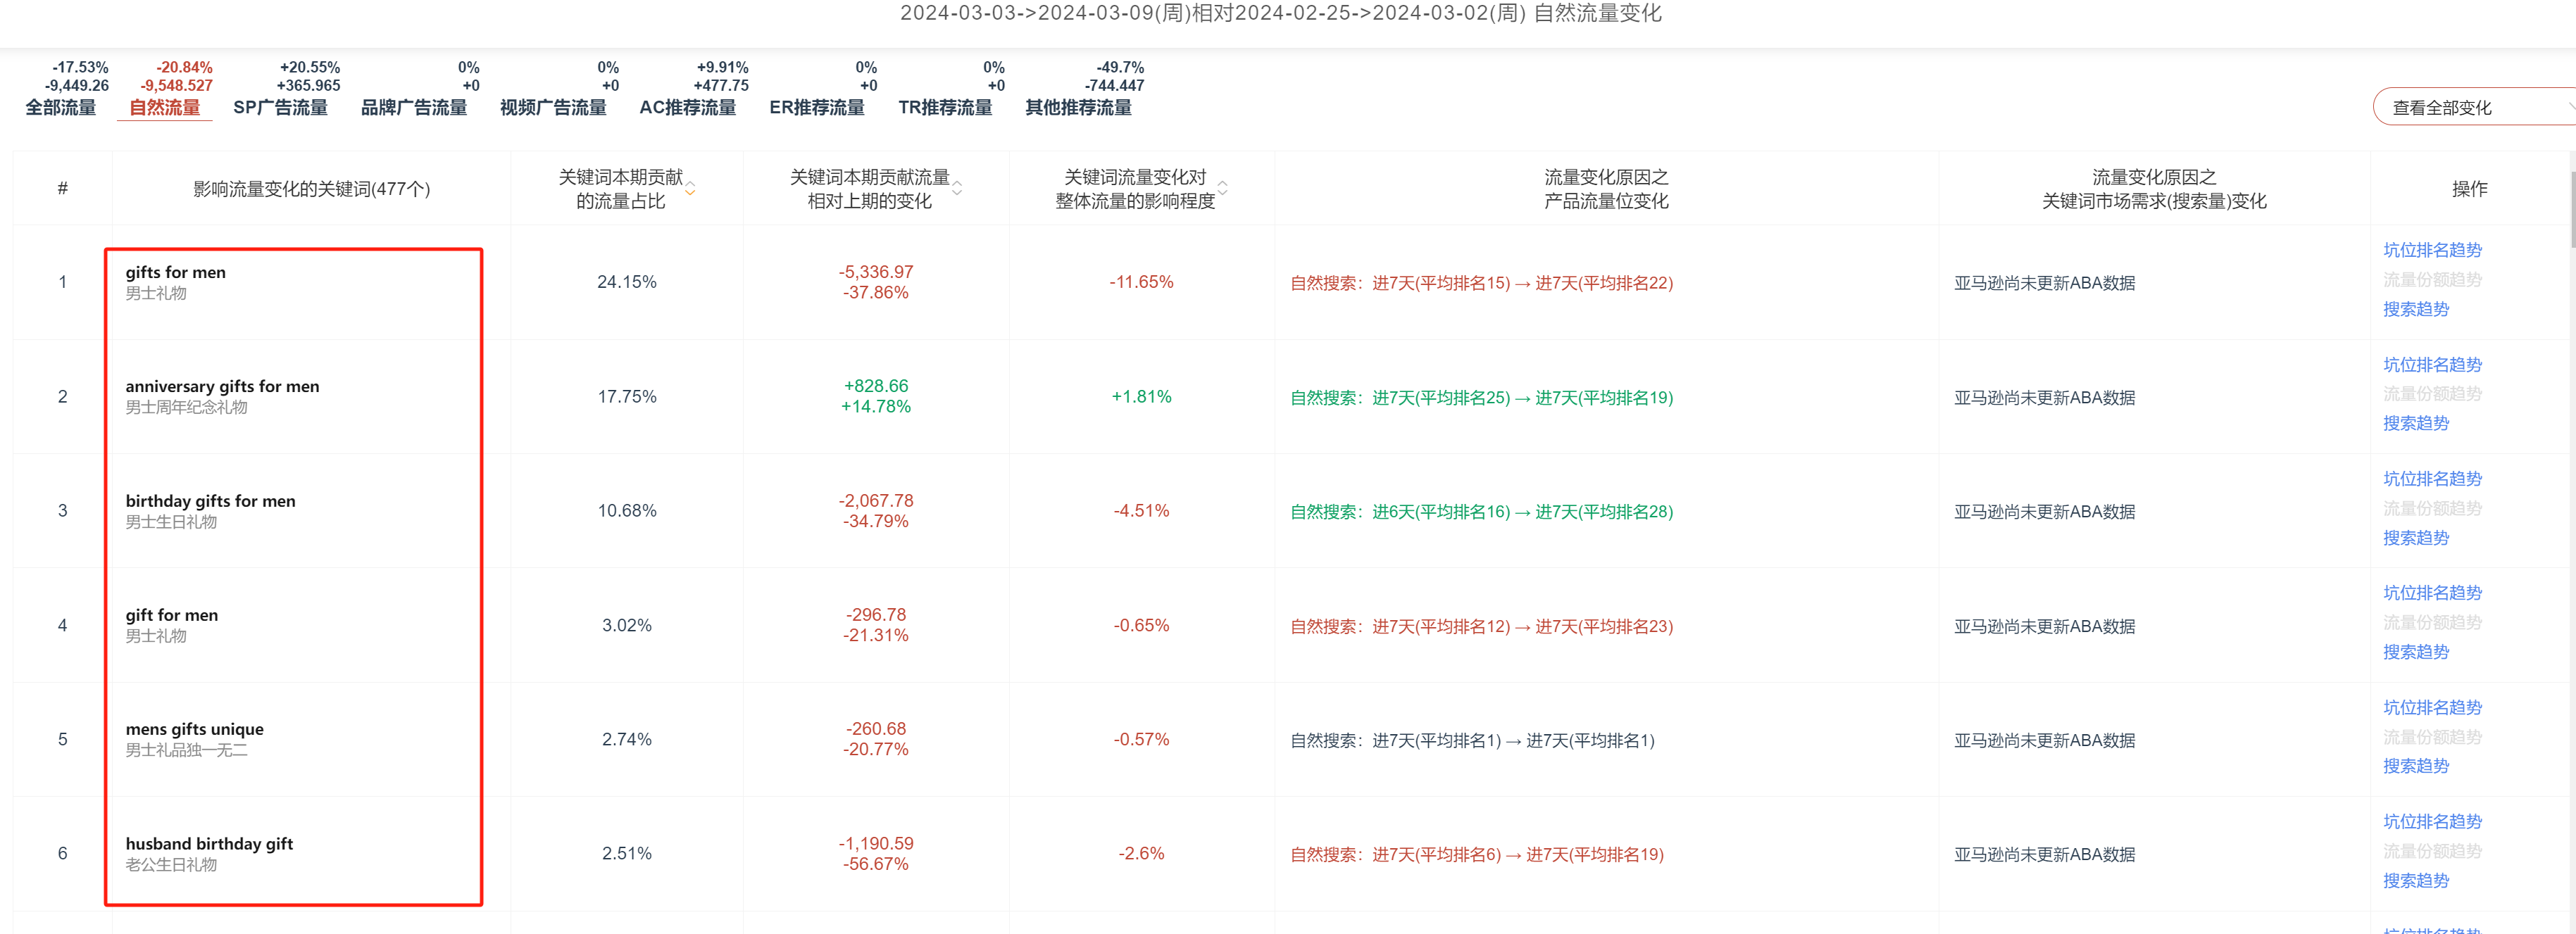 2024-03-03->2024-03-09(周)相对2024-02-25->2024-03-02(周) 自然流量变化
-17.53%
-9,449.26
全部流量
-20.84%
-9,548.527
自然流量
+20.55%
+365.965
SP广告流量
0%
+0
品牌广告流量
0%
+0
视频广告流量
+9.91%
+477.75
AC推荐流量
0%
+0
ER推荐流量
0%
+0
TR推荐流量
-49.7%
-744.447
其他推荐流量
查看全部变化
#
影响流量变化的关键词(477个)
关键词本期贡献
的流量占比
关键词本期贡献流量
相对上期的变化
关键词流量变化对
整体流量的影响程度
流量变化原因之
产品流量位变化
流量变化原因之
关键词市场需求(搜索量)变化
操作
1
gifts for men
男士礼物
24.15%
-5,336.97
-37.86%
-11.65%
自然搜索：进7天(平均排名15) → 进7天(平均排名22)
亚马逊尚未更新ABA数据
坑位排名趋势
流量份额趋势
搜索趋势
2
anniversary gifts for men
男士周年纪念礼物
17.75%
+828.66
+14.78%
+1.81%
自然搜索：进7天(平均排名25) → 进7天(平均排名19)
亚马逊尚未更新ABA数据
坑位排名趋势
流量份额趋势
搜索趋势
3
birthday gifts for men
男士生日礼物
10.68%
-2,067.78
-34.79%
-4.51%
自然搜索：进6天(平均排名16) → 进7天(平均排名28)
亚马逊尚未更新ABA数据
坑位排名趋势
流量份额趋势
搜索趋势
4
gift for men
男士礼物
3.02%
-296.78
-21.31%
-0.65%
自然搜索：进7天(平均排名12) → 进7天(平均排名23)
亚马逊尚未更新ABA数据
坑位排名趋势
流量份额趋势
搜索趋势
5
mens gifts unique
男士礼品独一无二
2.74%
-260.68
-20.77%
-0.57%
自然搜索：进7天(平均排名1) → 进7天(平均排名1)
亚马逊尚未更新ABA数据
坑位排名趋势
流量份额趋势
搜索趋势
6
husband birthday gift
老公生日礼物
2.51%
-1,190.59
-56.67%
-2.6%
自然搜索：进7天(平均排名6) → 进7天(平均排名19)
亚马逊尚未更新ABA数据
坑位排名趋势
流量份额趋势
搜索趋势